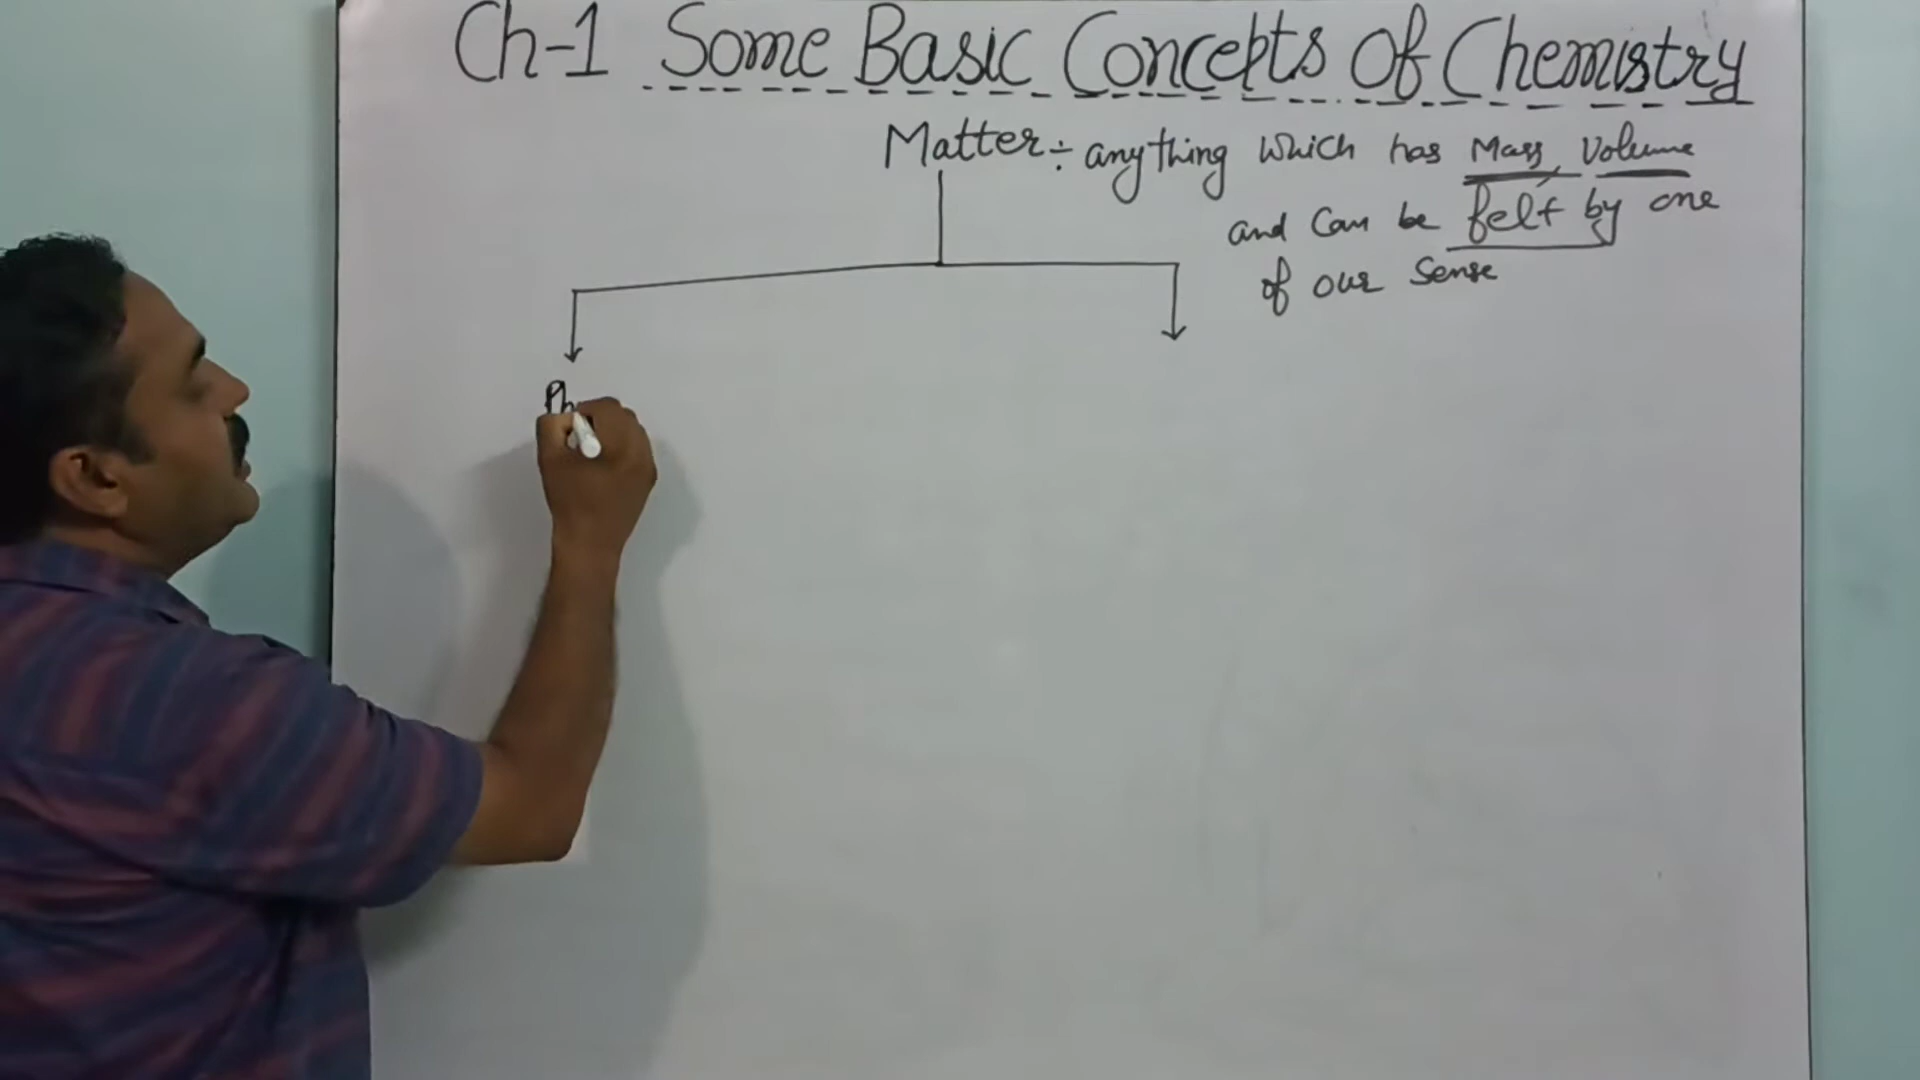 Ch-1 Some Basic Concepts Of Chemistry
Matter÷ anything which has Mass, Volume
and Can be felt by one
of our Sense
Ph